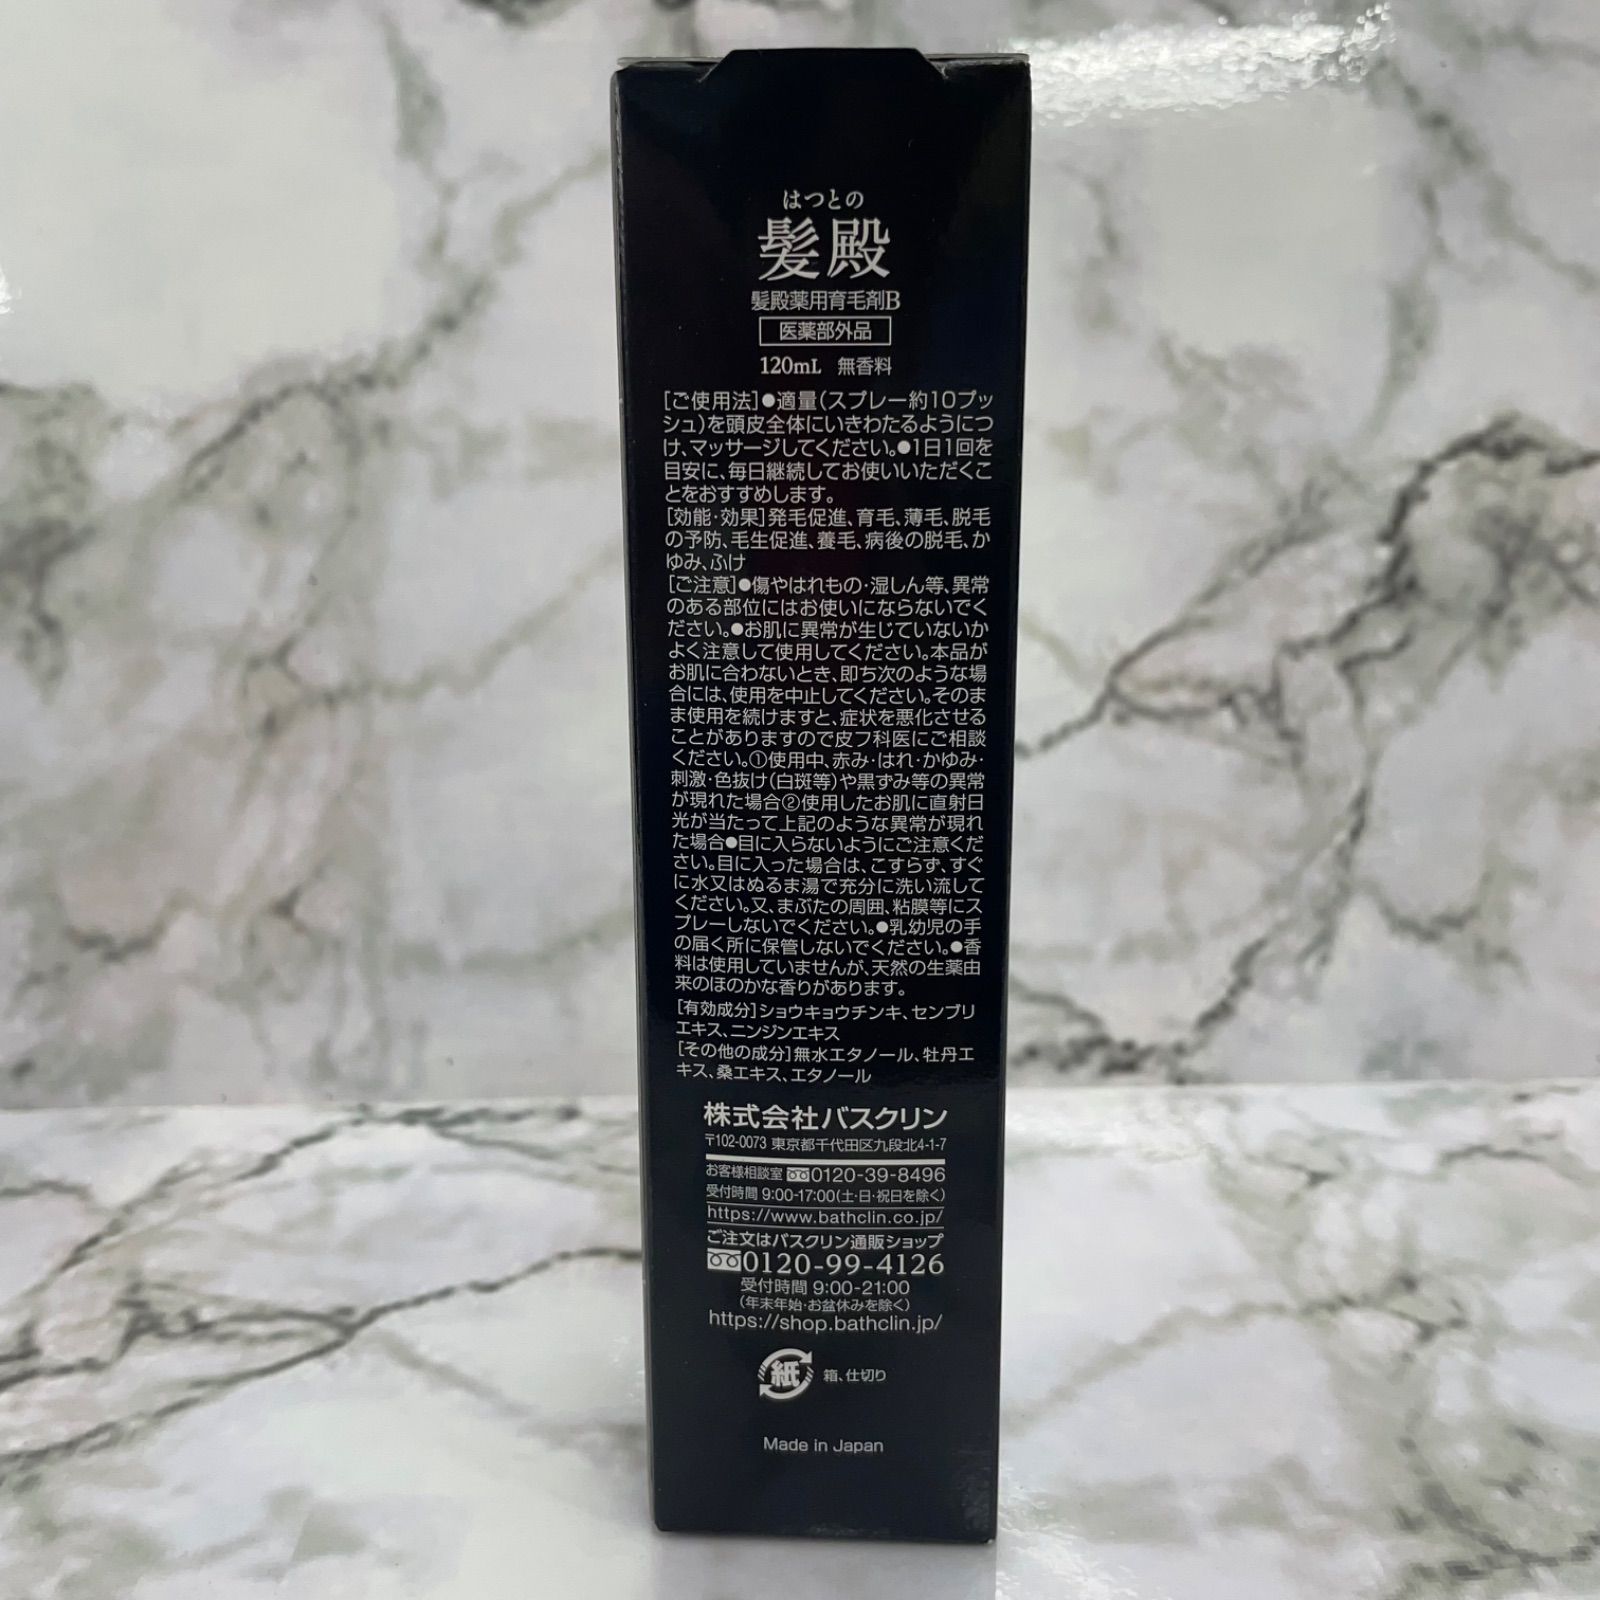 はつとの
髪殿
髪殿薬用育毛剤B
医薬部外品
120mL 無香料
[ご使用法]●適量(スプレー約10プッ
シュ)を頭皮全体にいきわたるようにつ
け、マッサージしてください。●1日1回を
目安に、毎日継続してお使いいただくこ
とをおすすめします。
[効能・効果]発毛促進、育毛、薄毛、脱毛
の予防、毛生促進、養毛、病後の脱毛、か
ゆみ、ふけ
[ご注意]●傷やはれもの・湿しん等、異常
のある部位にはお使いにならないでく
ださい。●お肌に異常が生じていないか
よく注意して使用してください。本品が
お肌に合わないとき、即ち次のような場
合には、使用を中止してください。そのま
ま使用を続けますと、症状を悪化させる
ことがありますので皮フ科医にご相談
ください。①使用中、赤み・はれ・かゆみ・
刺激・色抜け(白斑等)や黒ずみ等の異常
が現れた場合②使用したお肌に直射日
光が当たって上記のような異常が現れ
た場合●目に入らないようにご注意くだ
さい。目に入った場合は、こすらず、すぐ
に水又はぬるま湯で充分に洗い流して
ください。又、まぶたの周囲、粘膜等にス
プレーしないでください。●乳幼児の手
の届く所に保管しないでください。●香
料は使用していませんが、天然の生薬由
来のほのかな香りがあります。
[有効成分]ショウキョウチンキ、センブリ
エキス、ニンジンエキス
[その他の成分]無水エタノール、牡丹エ
キス、桑エキス、エタノール
株式会社バスクリン
〒102-0073 東京都千代田区九段北4-1-7
お客様相談室 0120-39-8496
受付時間 9:00-17:00(土・日・祝日を除く)
https://www.bathclin.co.jp/
ご注文はバスクリン通販ショップ
0120-99-4126
受付時間 9:00-21:00
(年末年始・お盆休みを除く)
https://shop.bathclin.jp/
紙 箱、仕切り
Made in Japan